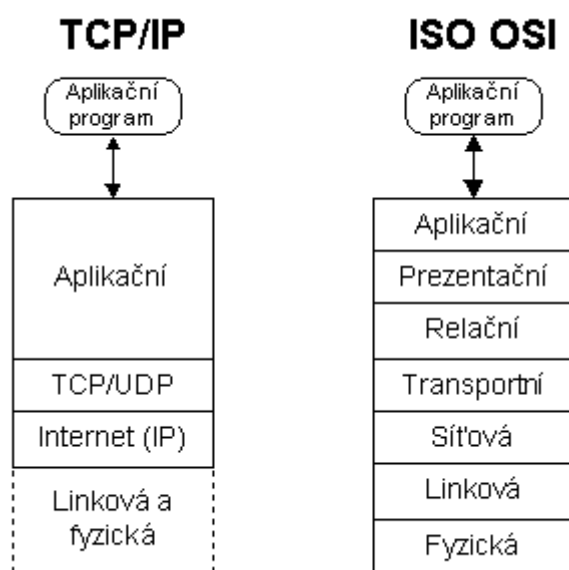 TCP/IP
Aplikační
program
Aplikační
TCP/UDP
Internet (IP)
Linková a
fyzická
ISO OSI
Aplikační
program
Aplikační
Prezentační
Relační
Transportní
Síťová
Linková
Fyzická